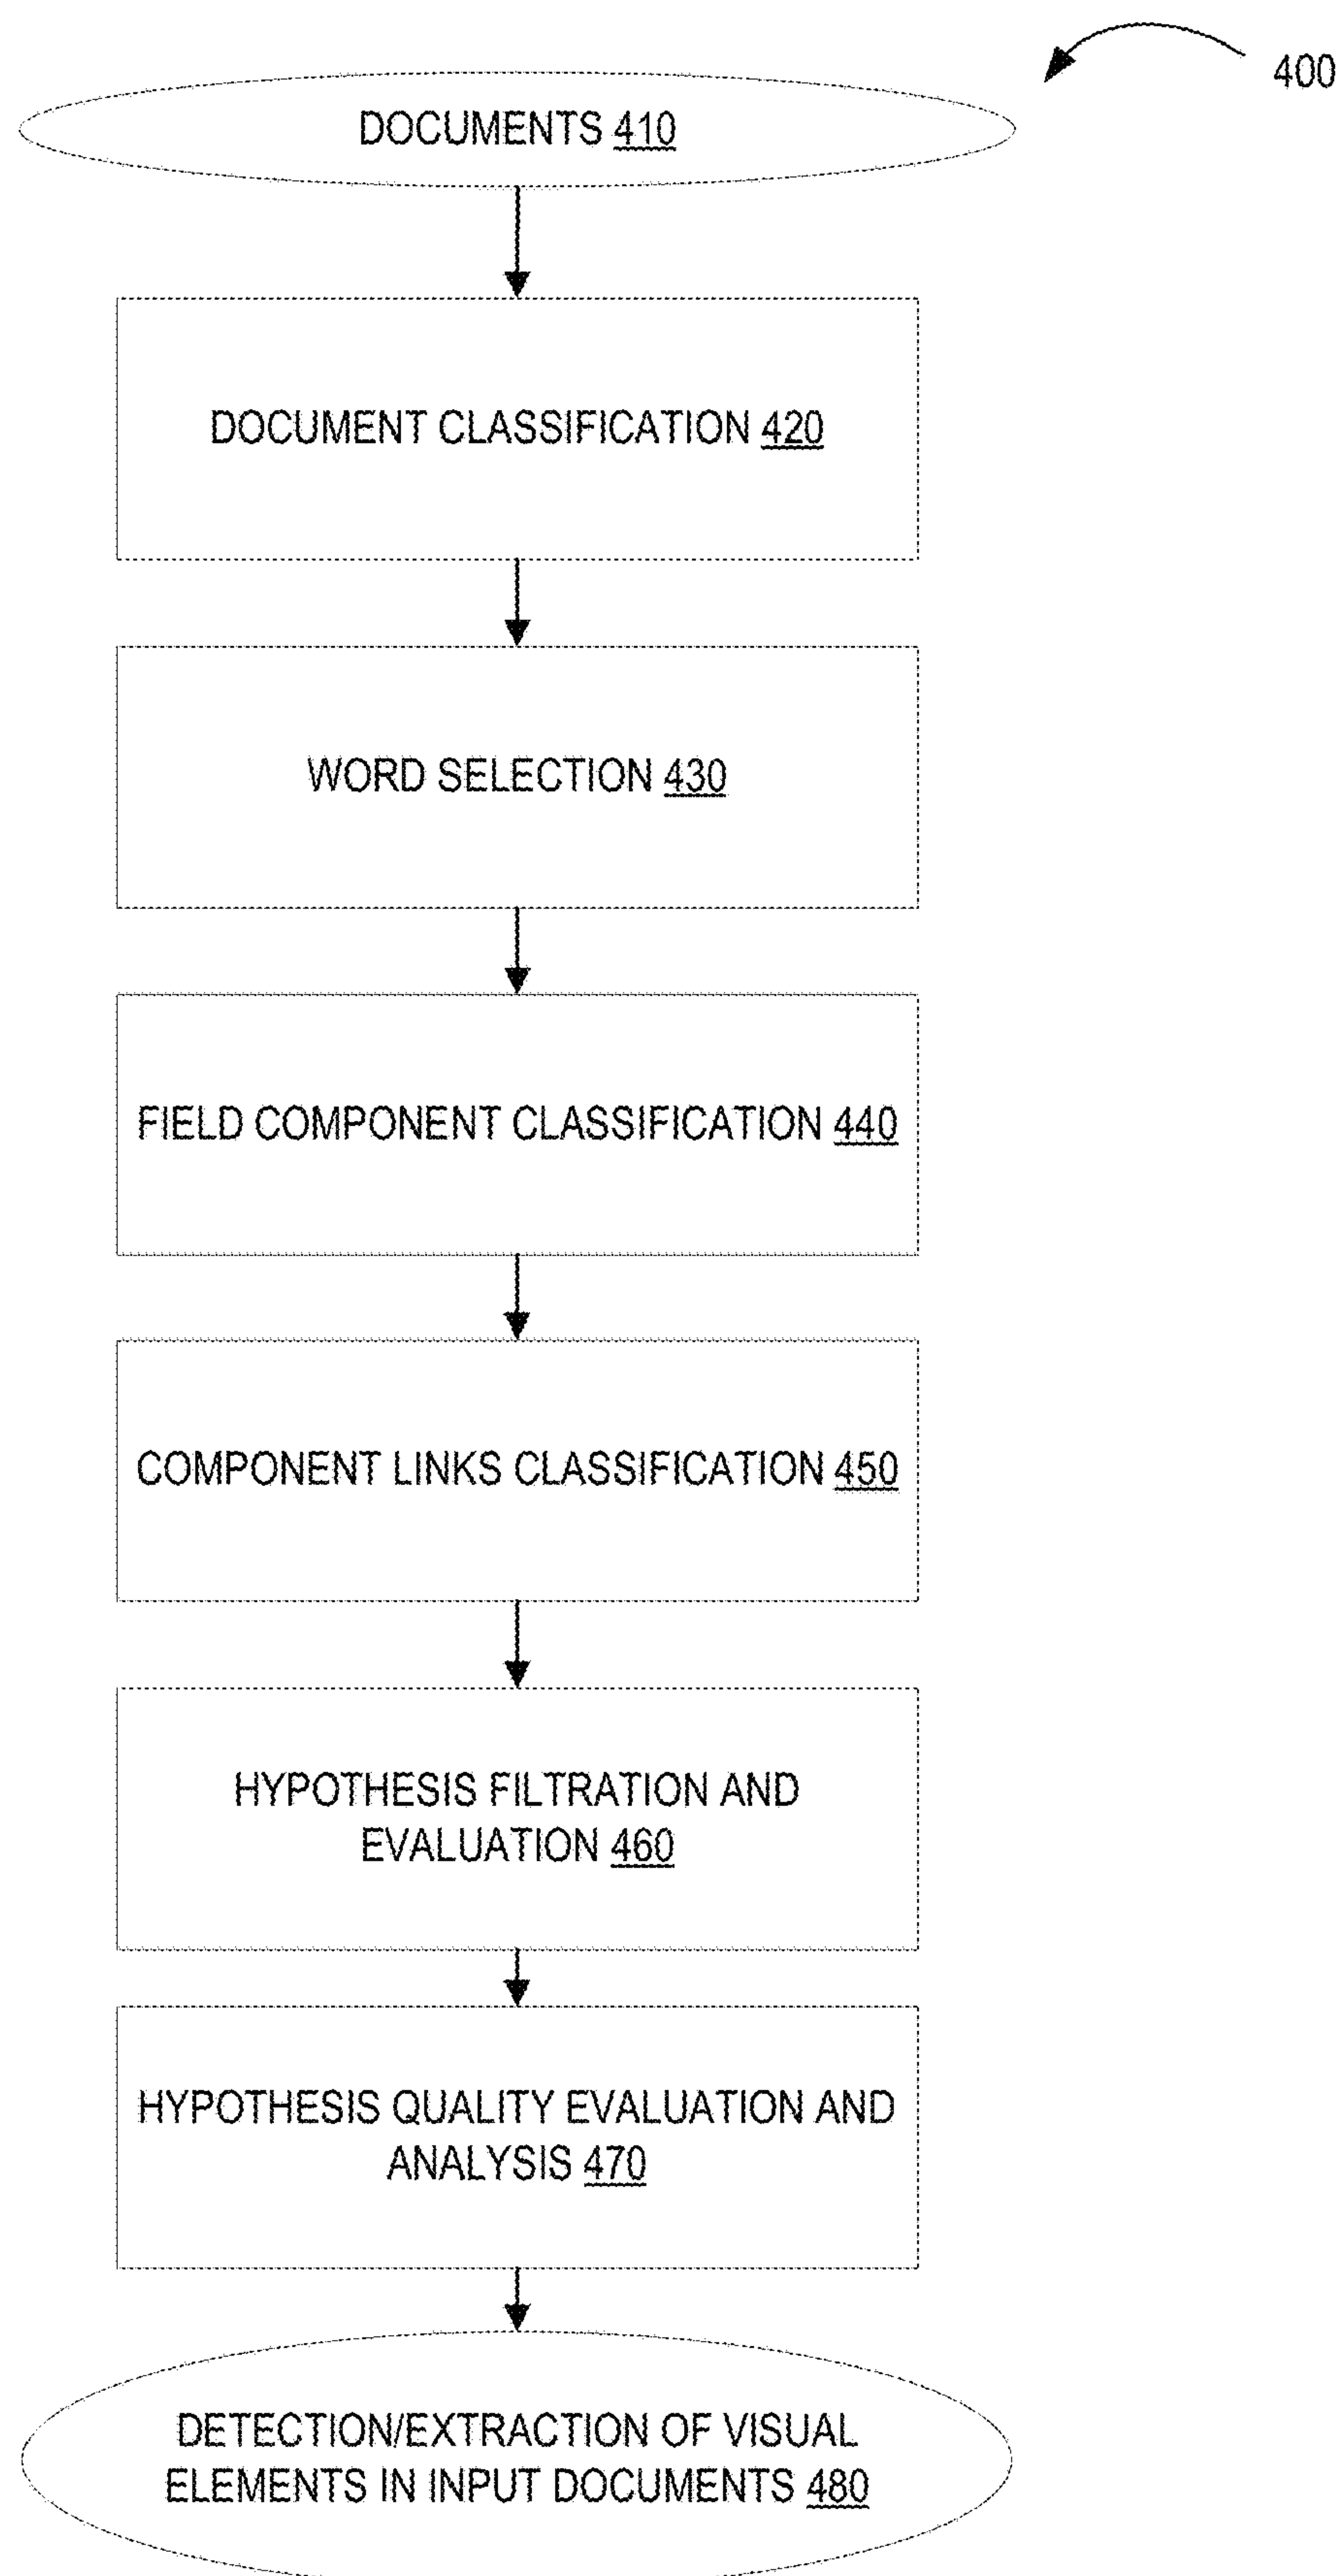 400
DOCUMENTS 410
DOCUMENT CLASSIFICATION 420
WORD SELECTION 430
FIELD COMPONENT CLASSIFICATION 440
COMPONENT LINKS CLASSIFICATION 450
HYPOTHESIS FILTRATION AND
EVALUATION 460
HYPOTHESIS QUALITY EVALUATION AND
ANALYSIS 470
DETECTION/EXTRACTION OF VISUAL
ELEMENTS IN INPUT DOCUMENTS 480